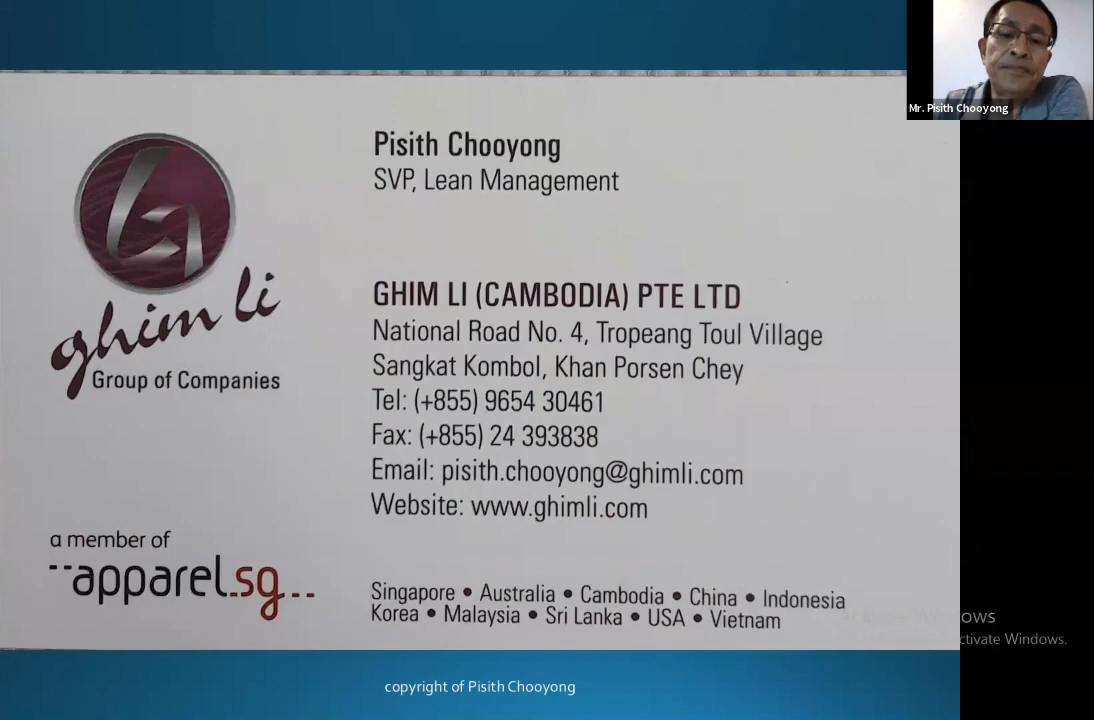 Mr. Pisith Chooyong
Pisith Chooyong
SVP, Lean Management
ghim li
Group of Companies
GHIM LI (CAMBODIA) PTE LTD
National Road No. 4, Tropeang Toul Village
Sangkat Kombol, Khan Porsen Chey
Tel: (+855) 9654 30461
Fax: (+855) 24 393838
Email: pisith.chooyong@ghimli.com
Website: www.ghimli.com
a member of
--apparel.sg--
Singapore • Australia • Cambodia • China • Indonesia
Korea • Malaysia • Sri Lanka • USA • Vietnam
Windows.
copyright of Pisith Chooyong